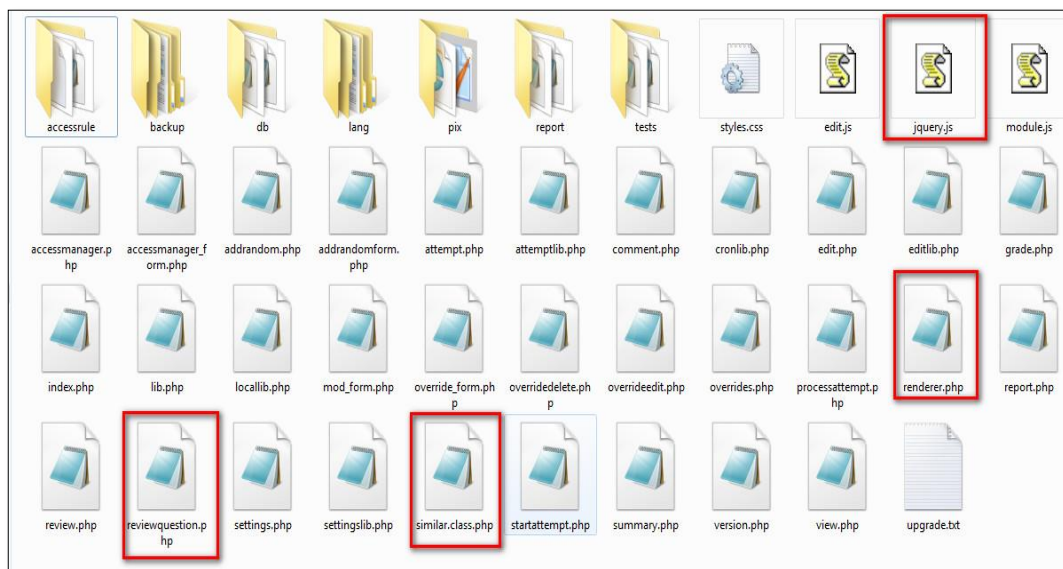 accessrule backup db lang pix report tests styles.css edit.js jquery.js module.js
accessmanager.p accessmanager_f addrandom.php addrandomform. attempt.php attemptlib.php comment.php cronlib.php edit.php editlib.php grade.php
hp orm.php php
index.php lib.php locallib.php mod_form.php override_form.ph overridedelete.ph overrideedit.php overrides.php processattempt.p renderer.php report.php
p p hp
review.php reviewquestion.p settings.php settingslib.php similar.class.php startattempt.php summary.php version.php view.php upgrade.txt
hp